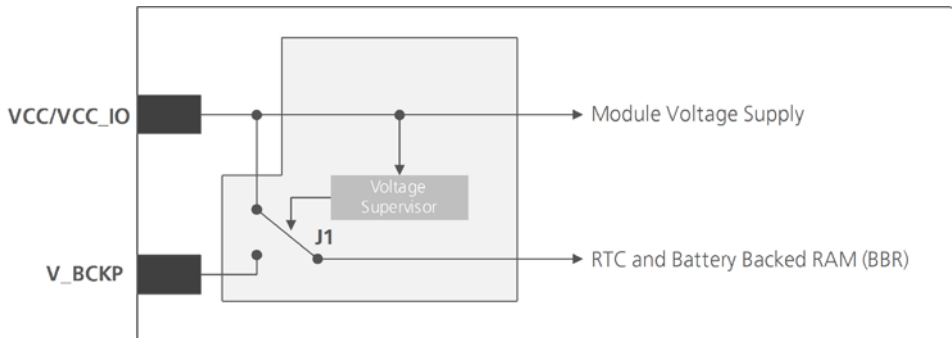 VCC/VCC_IO
Module Voltage Supply
Voltage
Supervisor
J1
V_BCKP
RTC and Battery Backed RAM (BBR)